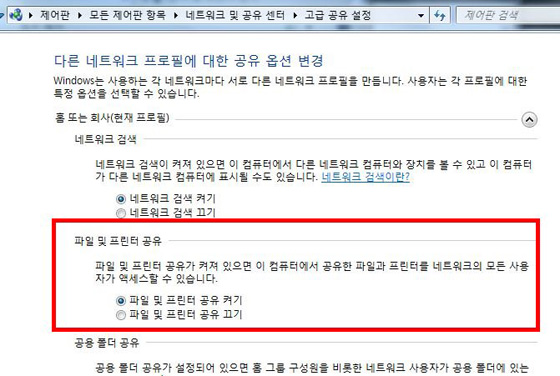 제어판 ▸ 모든 제어판 항목 ▸ 네트워크 및 공유 센터 ▸ 고급 공유 설정
제어판 검색
다른 네트워크 프로필에 대한 공유 옵션 변경
Windows는 사용하는 각 네트워크마다 서로 다른 네트워크 프로필을 만듭니다. 사용자는 각 프로필에 대한
특정 옵션을 선택할 수 있습니다.
홈 또는 회사(현재 프로필)
네트워크 검색
네트워크 검색이 켜져 있으면 이 컴퓨터에서 다른 네트워크 컴퓨터와 장치를 볼 수 있고 이 컴퓨터
가 다른 네트워크 컴퓨터에 표시될 수도 있습니다. 네트워크 검색이란?
네트워크 검색 켜기
네트워크 검색 끄기
파일 및 프린터 공유
파일 및 프린터 공유가 켜져 있으면 이 컴퓨터에서 공유한 파일과 프린터를 네트워크의 모든 사용
자가 액세스할 수 있습니다.
파일 및 프린터 공유 켜기
파일 및 프린터 공유 끄기
공용 폴더 공유
공용 폴더 공유가 설정되어 있으면 홈 그룹 구성원을 비롯한 네트워크 사용자가 공용 폴더에 있는